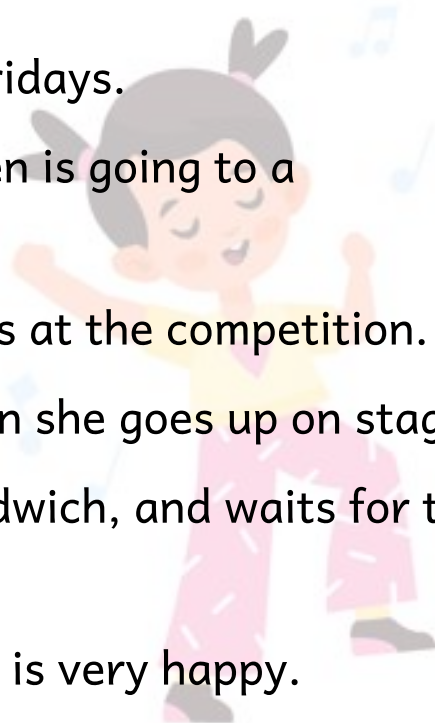 ridays.
en is going to a
s at the competition.
n she goes up on stag
dwich, and waits for t
is very happy.